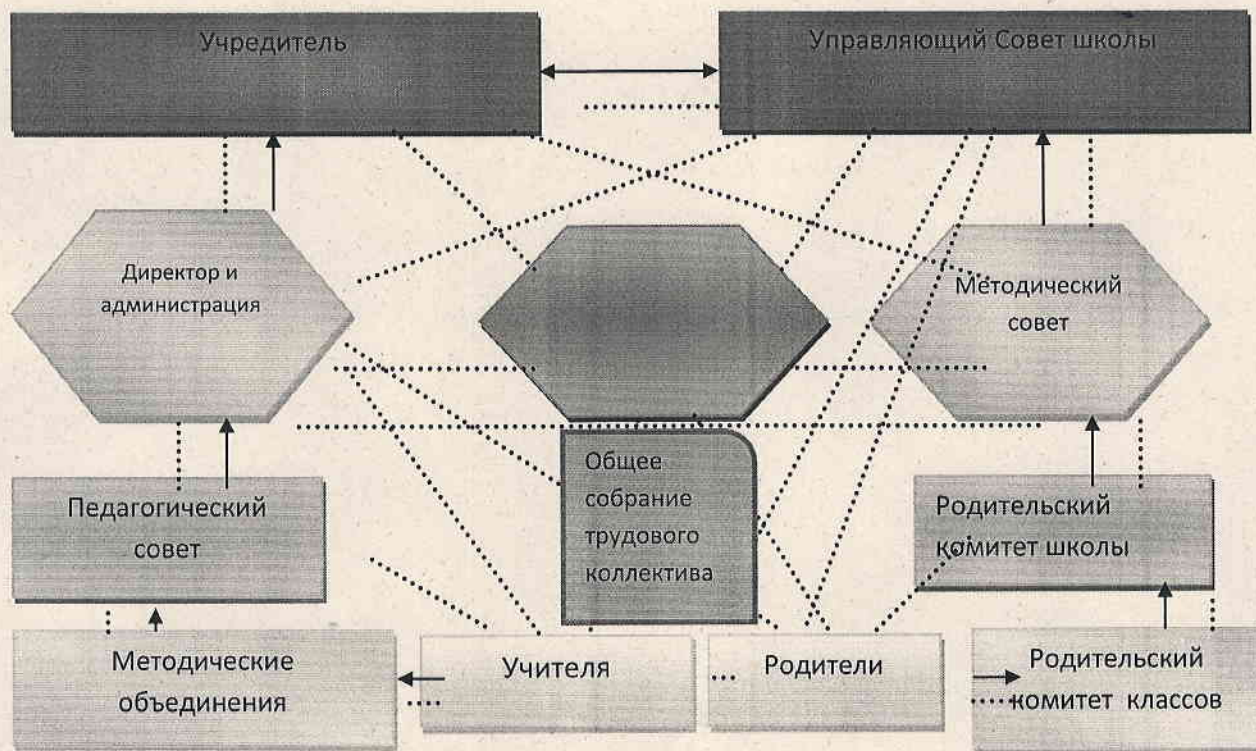 Учредитель
Управляющий Совет школы
Директор и
администрация
Методический
совет
Общее
собрание
трудового
коллектива
Педагогический
совет
Родительский
комитет школы
Методические
объединения
Учителя
Родители
Родительский
комитет классов